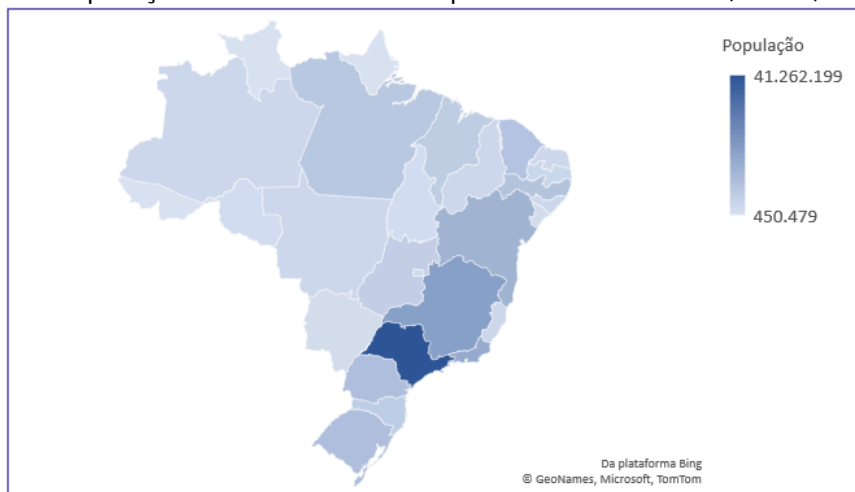 População
41.262.199
450.479
Da plataforma Bing
© GeoNames, Microsoft, TomTom